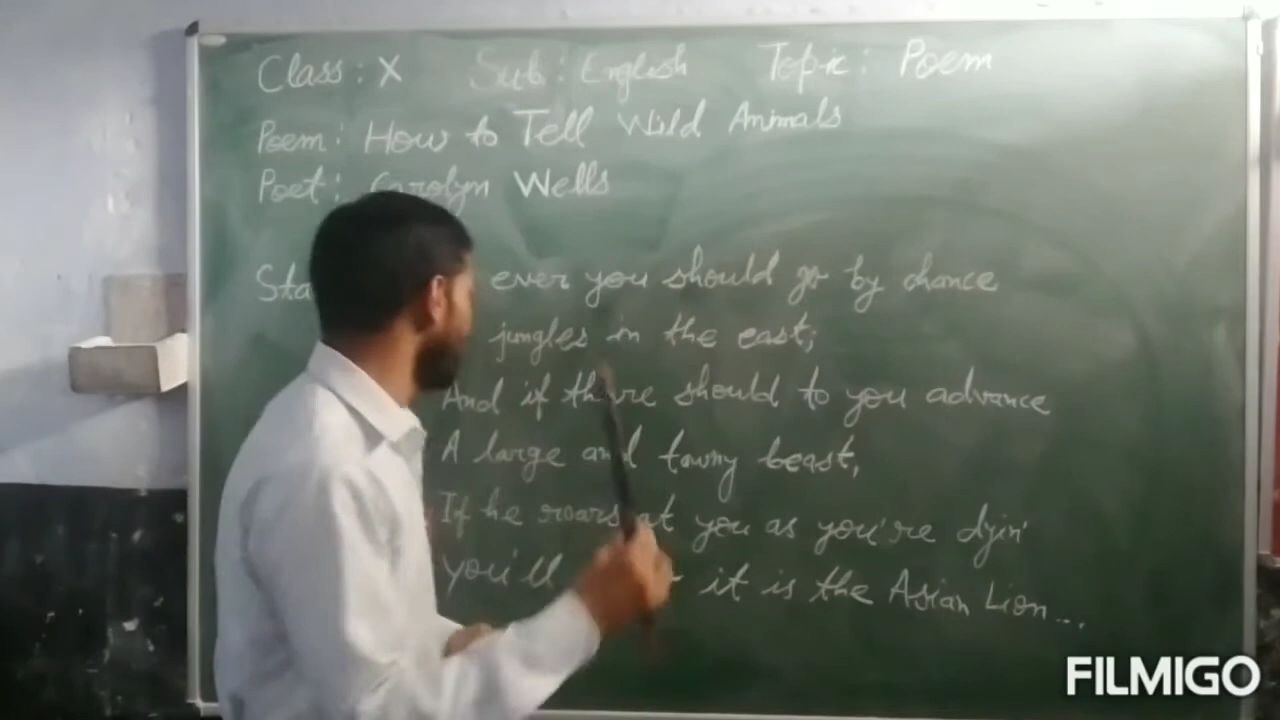 Class : X Sub : English Topic : Poem
Poem : How to Tell Wild Animals
Poet : Carolyn Wells
ever you should go by chance
jungles in the east;
And if there should to you advance
A large and tawny beast,
If he roars at you as you're dyin'
you'll it is the Asian Lion...
FILMIGO